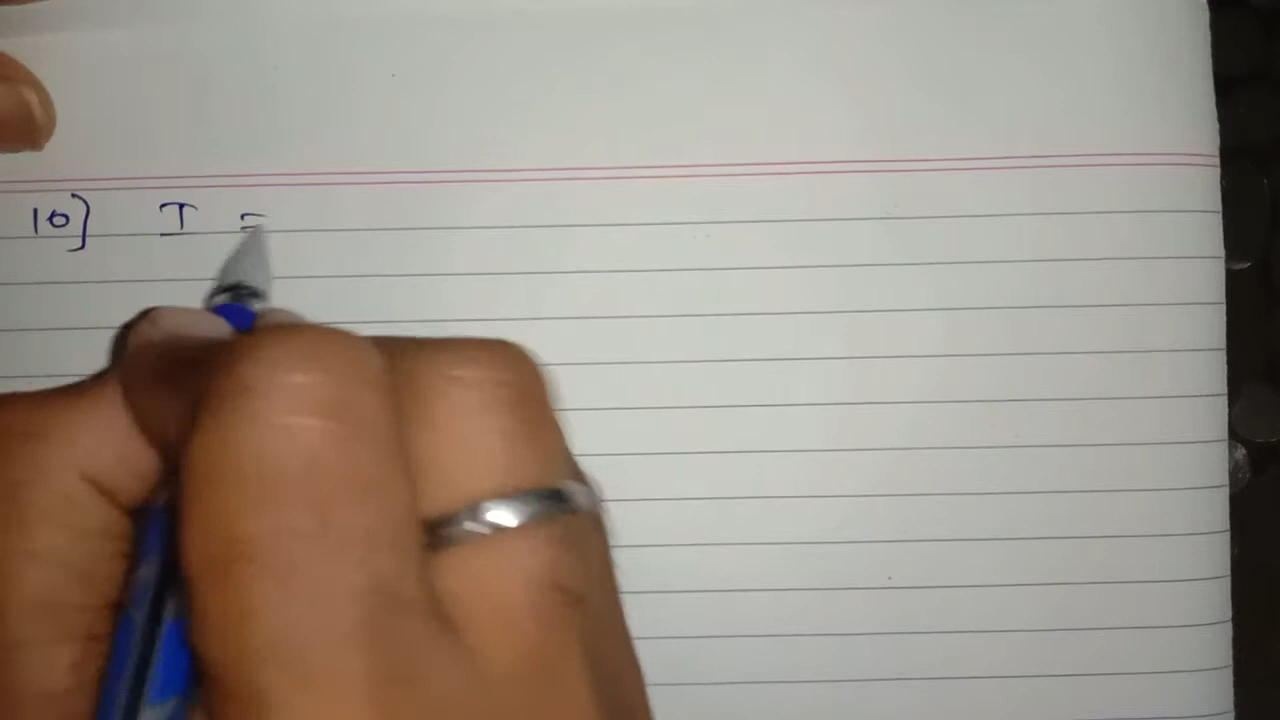 10] I =